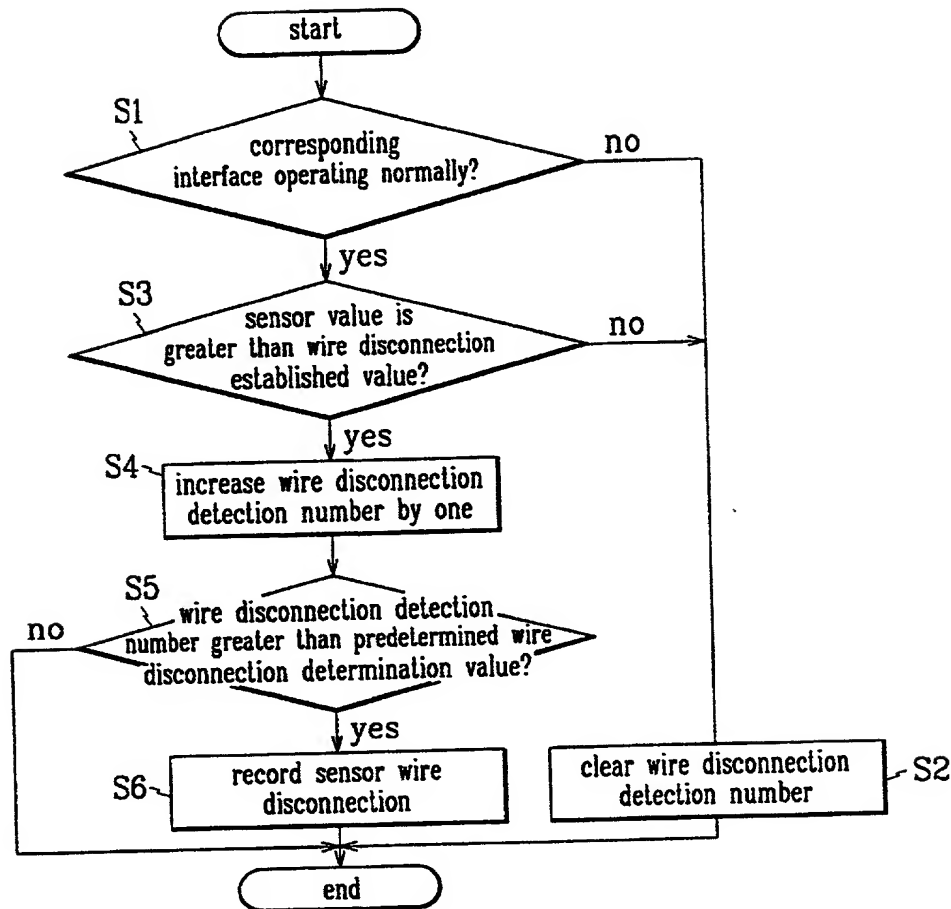 start
S1
corresponding
interface operating normally?
no
yes
S3
sensor value is
greater than wire disconnection
established value?
no
yes
S4
increase wire disconnection
detection number by one
S5
wire disconnection detection
number greater than predetermined wire
disconnection determination value?
no
yes
S6
record sensor wire
disconnection
clear wire disconnection
detection number
S2
end